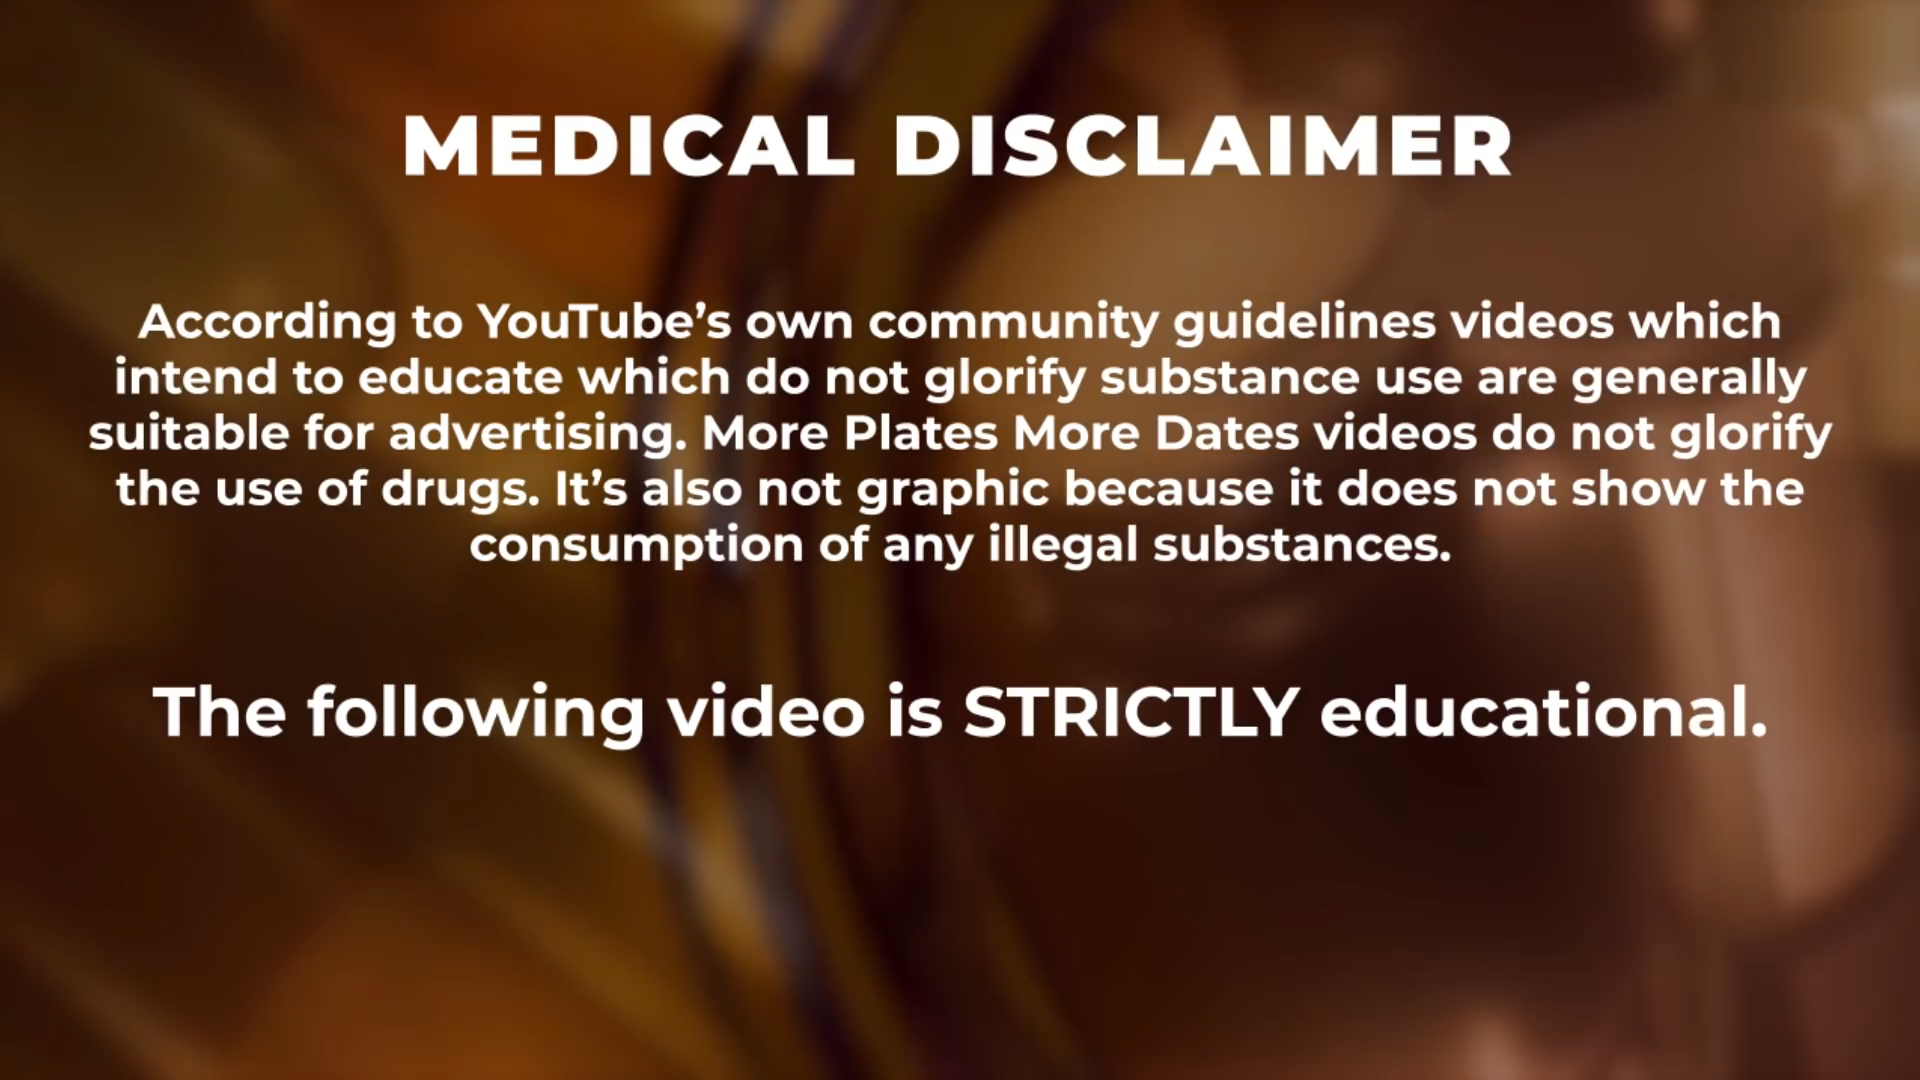 MEDICAL DISCLAIMER
According to YouTube’s own community guidelines videos which
intend to educate which do not glorify substance use are generally
suitable for advertising. More Plates More Dates videos do not glorify
the use of drugs. It’s also not graphic because it does not show the
consumption of any illegal substances.
The following video is STRICTLY educational.